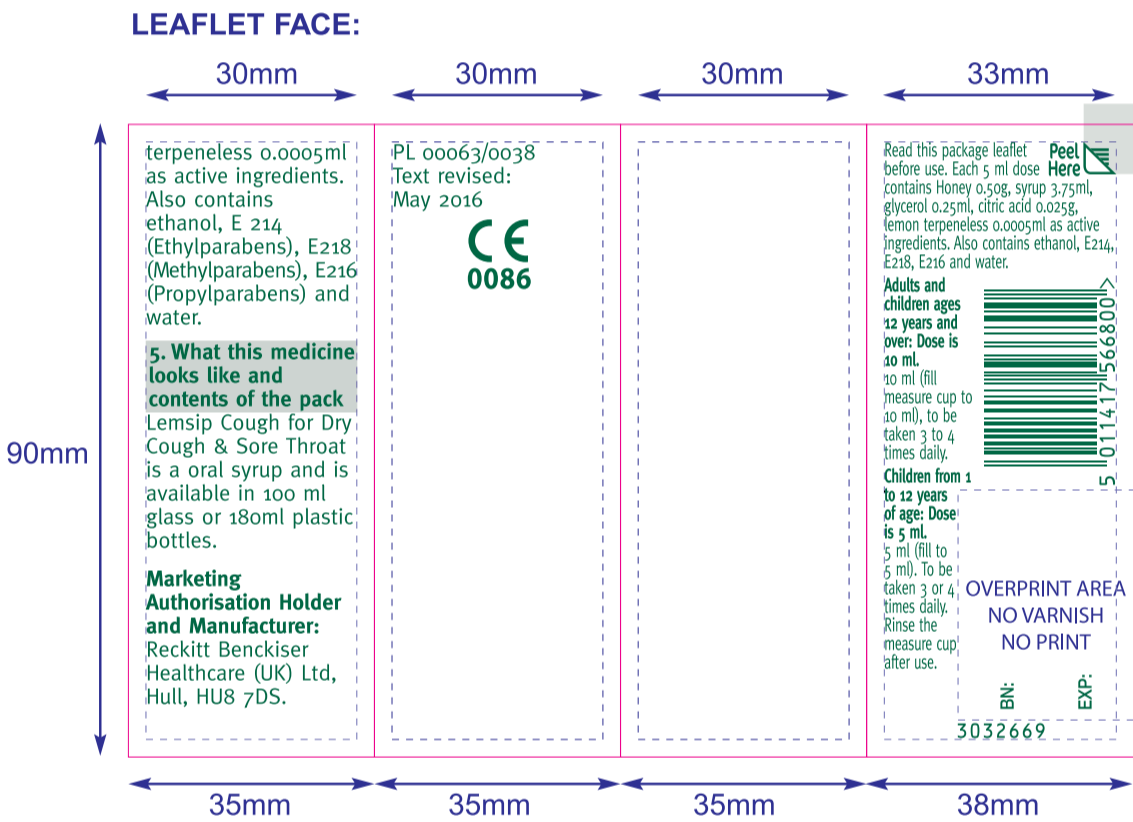 LEAFLET FACE:
30mm
30mm
30mm
33mm
90mm
terpeneless 0.0005ml
as active ingredients.
Also contains
ethanol, E 214
(Ethylparabens), E218
(Methylparabens), E216
(Propylparabens) and
water.
5. What this medicine
looks like and
contents of the pack
Lemsip Cough for Dry
Cough & Sore Throat
is a oral syrup and is
available in 100 ml
glass or 180ml plastic
bottles.
Marketing
Authorisation Holder
and Manufacturer:
Reckitt Benckiser
Healthcare (UK) Ltd,
Hull, HU8 7DS.
PL 00063/0038
Text revised:
May 2016
CE
0086
Peel
Here
Read this package leaflet
before use. Each 5 ml dose
contains Honey 0.50g, syrup 3.75ml,
glycerol 0.25ml, citric acid 0.025g,
lemon terpeneless 0.0005ml as active
ingredients. Also contains ethanol, E214,
E218, E216 and water.
Adults and
children ages
12 years and
over: Dose is
10 ml.
10 ml (fill
measure cup to
10 ml), to be
taken 3 to 4
times daily.
Children from 1
to 12 years
of age: Dose
is 5 ml.
5 ml (fill to
5 ml). To be
taken 3 or 4
times daily.
Rinse the
measure cup
after use.
5 011417 566800 >
OVERPRINT AREA
NO VARNISH
NO PRINT
BN:
EXP:
3032669
35mm
35mm
35mm
38mm